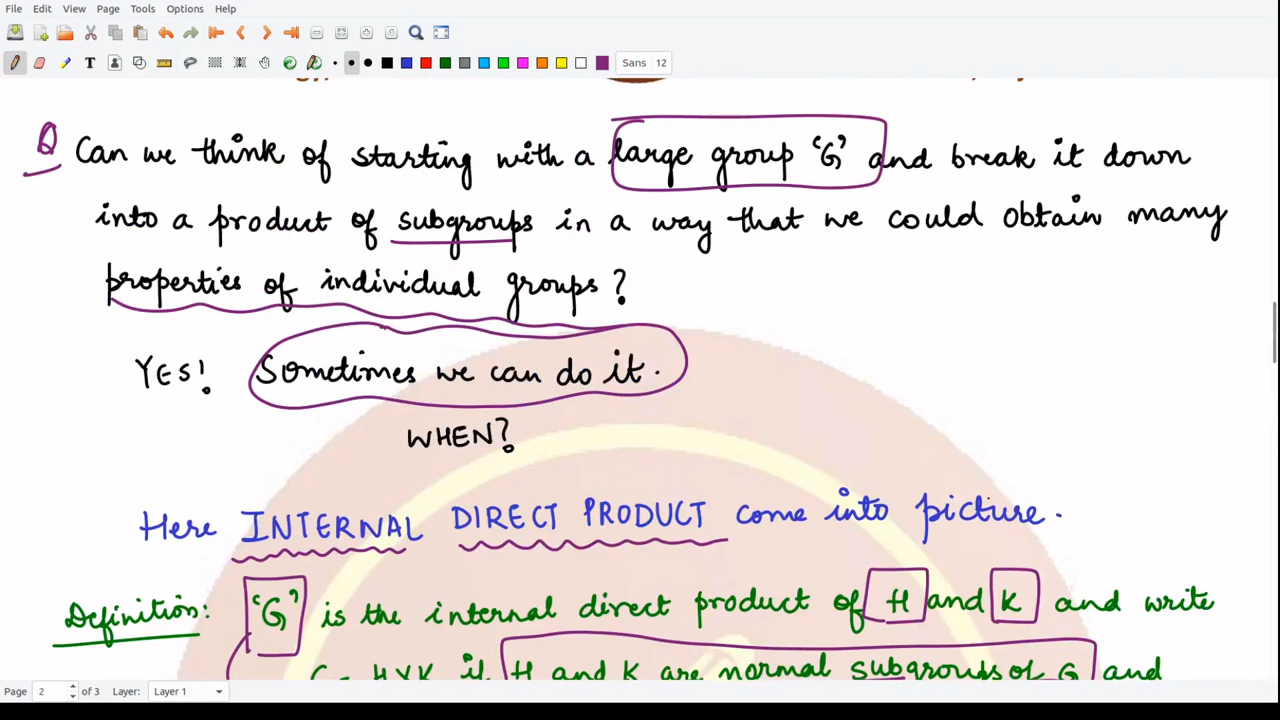 File Edit View Page Tools Options Help
Sans 12
Q Can we think of starting with a large group 'G' and break it down
into a product of subgroups in a way that we could obtain many
properties of individual groups?
YES! Sometimes we can do it.
WHEN?
Here INTERNAL DIRECT PRODUCT come into picture.
Definition: 'G' is the internal direct product of H and K and write
G = H X K if H and K are normal subgroups of G and
Page 2 of 3 Layer: Layer 1